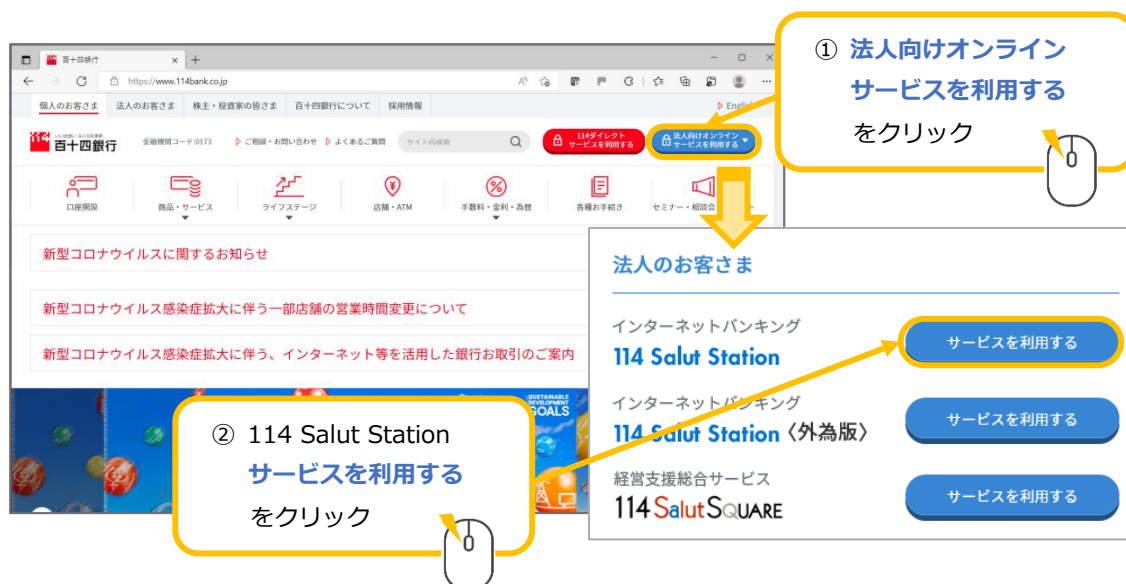 百十四銀行
https://www.114bank.co.jp
個人のお客さま 法人のお客さま 株主・投資家の皆さま 百十四銀行について 採用情報
English
百十四銀行
金融機関コード:0173 ご相談・お問い合わせ よくあるご質問 サイト内検索
114ダイレクト
サービスを利用する
法人向けオンライン
サービスを利用する
口座開設 商品・サービス ライフステージ 店舗・ATM 手数料・金利・為替 各種お手続き セミナー・相談会
新型コロナウイルスに関するお知らせ
新型コロナウイルス感染症拡大に伴う一部店舗の営業時間変更について
新型コロナウイルス感染症拡大に伴う、インターネット等を活用した銀行お取引のご案内
SUSTAINABLE
DEVELOPMENT
GOALS
① 法人向けオンライン
サービスを利用する
をクリック
② 114 Salut Station
サービスを利用する
をクリック
法人のお客さま
インターネットバンキング
114 Salut Station
サービスを利用する
インターネットバンキング
114 Salut Station〈外為版〉
サービスを利用する
経営支援総合サービス
114 Salut SQUARE
サービスを利用する